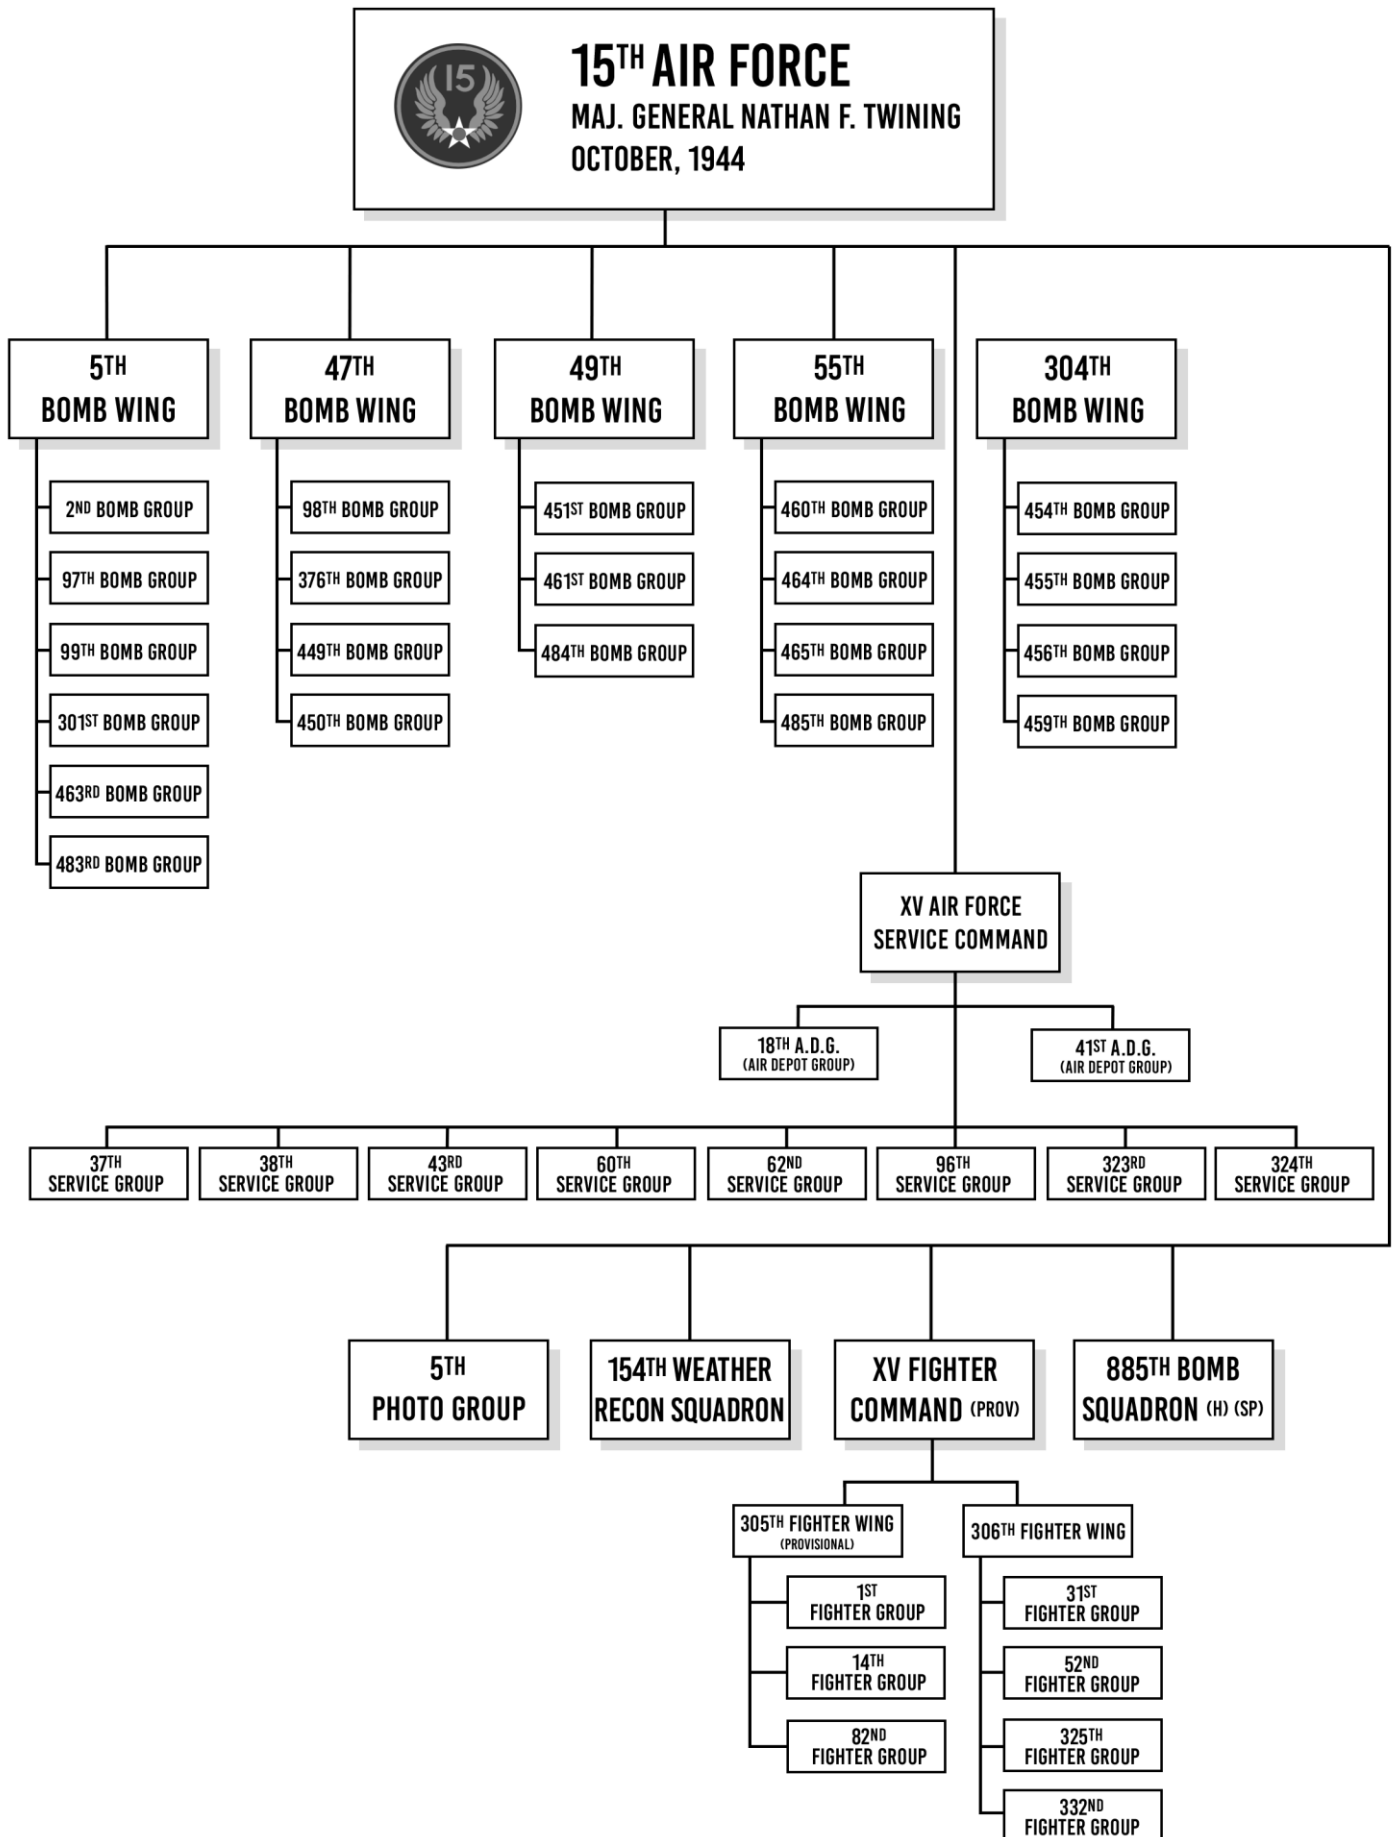 15
15TH AIR FORCE
MAJ. GENERAL NATHAN F. TWINING
OCTOBER, 1944
5TH
BOMB WING
2ND BOMB GROUP
97TH BOMB GROUP
99TH BOMB GROUP
301ST BOMB GROUP
463RD BOMB GROUP
483RD BOMB GROUP
47TH
BOMB WING
98TH BOMB GROUP
376TH BOMB GROUP
449TH BOMB GROUP
450TH BOMB GROUP
49TH
BOMB WING
451ST BOMB GROUP
461ST BOMB GROUP
484TH BOMB GROUP
55TH
BOMB WING
460TH BOMB GROUP
464TH BOMB GROUP
465TH BOMB GROUP
485TH BOMB GROUP
304TH
BOMB WING
454TH BOMB GROUP
455TH BOMB GROUP
456TH BOMB GROUP
459TH BOMB GROUP
XV AIR FORCE
SERVICE COMMAND
18TH A.D.G.
(AIR DEPOT GROUP)
41ST A.D.G.
(AIR DEPOT GROUP)
37TH
SERVICE GROUP
38TH
SERVICE GROUP
43RD
SERVICE GROUP
60TH
SERVICE GROUP
62ND
SERVICE GROUP
96TH
SERVICE GROUP
323RD
SERVICE GROUP
324TH
SERVICE GROUP
5TH
PHOTO GROUP
154TH WEATHER
RECON SQUADRON
XV FIGHTER
COMMAND (PROV)
885TH BOMB
SQUADRON (H) (SP)
305TH FIGHTER WING
(PROVISIONAL)
1ST
FIGHTER GROUP
14TH
FIGHTER GROUP
82ND
FIGHTER GROUP
306TH FIGHTER WING
31ST
FIGHTER GROUP
52ND
FIGHTER GROUP
325TH
FIGHTER GROUP
332ND
FIGHTER GROUP